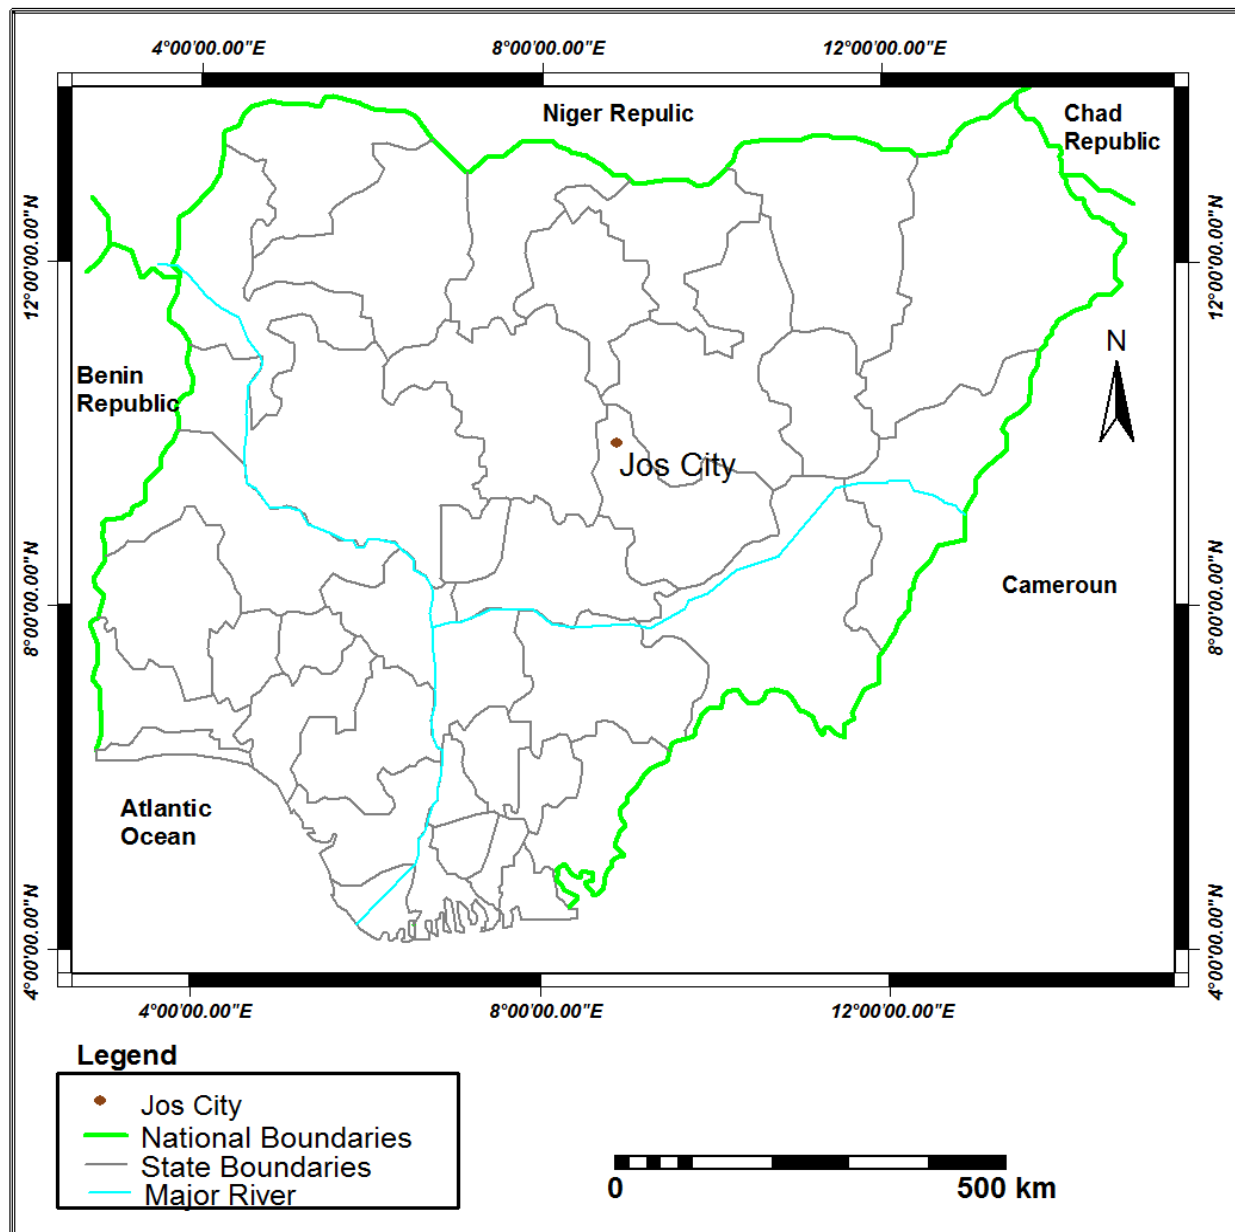 4°00'00.00"E 8°00'00.00"E 12°00'00.00"E
Niger Repulic
Chad
Republic
12°00'00.00"N
12°00'00.00"N
Benin
Republic
N
Jos City
8°00'00.00"N
Cameroun
8°00'00.00"N
Atlantic
Ocean
4°00'00.00"N
4°00'00.00"N
4°00'00.00"E 8°00'00.00"E 12°00'00.00"E
Legend
Jos City
National Boundaries
State Boundaries
Major River
0 500 km